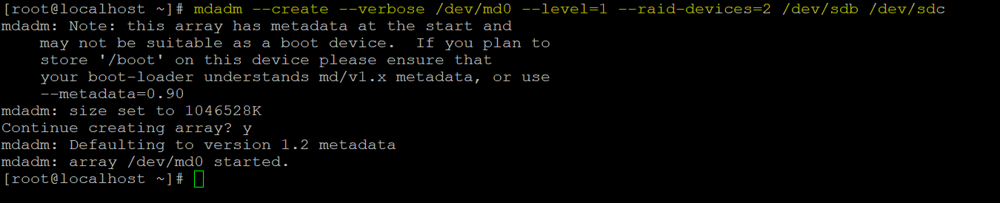 [root@localhost ~]# mdadm --create --verbose /dev/md0 --level=1 --raid-devices=2 /dev/sdb /dev/sdc
mdadm: Note: this array has metadata at the start and
    may not be suitable as a boot device.  If you plan to
    store '/boot' on this device please ensure that
    your boot-loader understands md/v1.x metadata, or use
    --metadata=0.90
mdadm: size set to 1046528K
Continue creating array? y
mdadm: Defaulting to version 1.2 metadata
mdadm: array /dev/md0 started.
[root@localhost ~]#